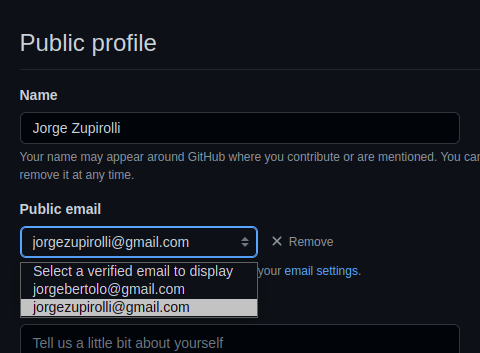 Public profile
Name
Jorge Zupirolli
Your name may appear around GitHub where you contribute or are mentioned. You can
remove it at any time.
Public email
jorgezupirolli@gmail.com
Remove
Select a verified email to display
your email settings.
jorgebertolo@gmail.com
jorgezupirolli@gmail.com
Tell us a little bit about yourself